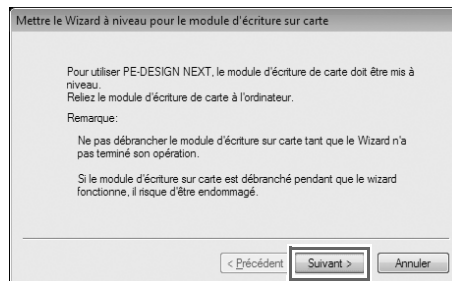 Mettre le Wizard à niveau pour le module d'écriture sur carte
Pour utiliser PE-DESIGN NEXT, le module d'écriture de carte doit être mis à
niveau.
Reliez le module d'écriture de carte à l'ordinateur.
Remarque:
Ne pas débrancher le module d'écriture sur carte tant que le Wizard n'a
pas terminé son opération.
Si le module d'écriture sur carte est débranché pendant que le wizard
fonctionne, il risque d'être endommagé.
< Précédent
Suivant >
Annuler